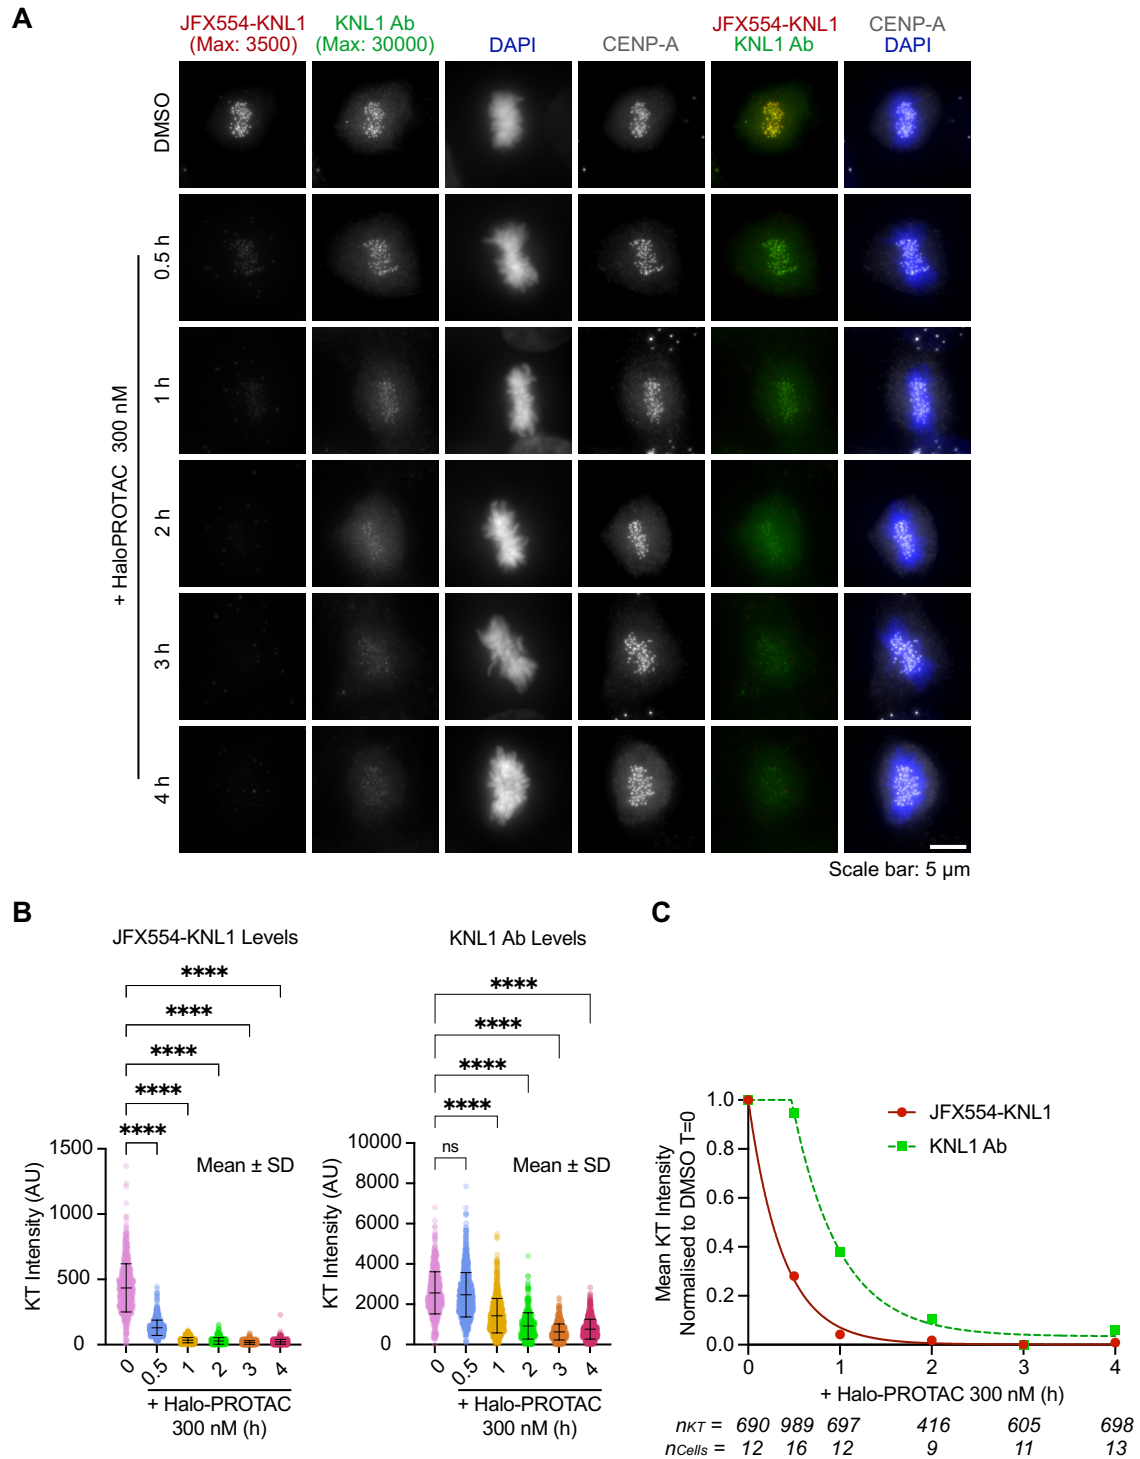 A
JFX554-KNL1 (Max: 3500)
KNL1 Ab (Max: 30000)
DAPI
CENP-A
JFX554-KNL1 KNL1 Ab
CENP-A DAPI
DMSO
0.5 h
1 h
2 h
3 h
4 h
+ HaloPROTAC 300 nM
Scale bar: 5 µm
B
JFX554-KNL1 Levels
****
****
****
****
****
Mean ± SD
KT Intensity (AU)
1500
1000
500
0
0 0.5 1 2 3 4
+ Halo-PROTAC
300 nM (h)
KNL1 Ab Levels
****
****
****
****
ns
Mean ± SD
KT Intensity (AU)
10000
8000
6000
4000
2000
0
0 0.5 1 2 3 4
+ Halo-PROTAC
300 nM (h)
C
Mean KT Intensity
Normalised to DMSO T=0
1.0
0.8
0.6
0.4
0.2
0.0
JFX554-KNL1
KNL1 Ab
0 1 2 3 4
+ Halo-PROTAC 300 nM (h)
nKT = 690 989 697 416 605 698
nCells = 12 16 12 9 11 13